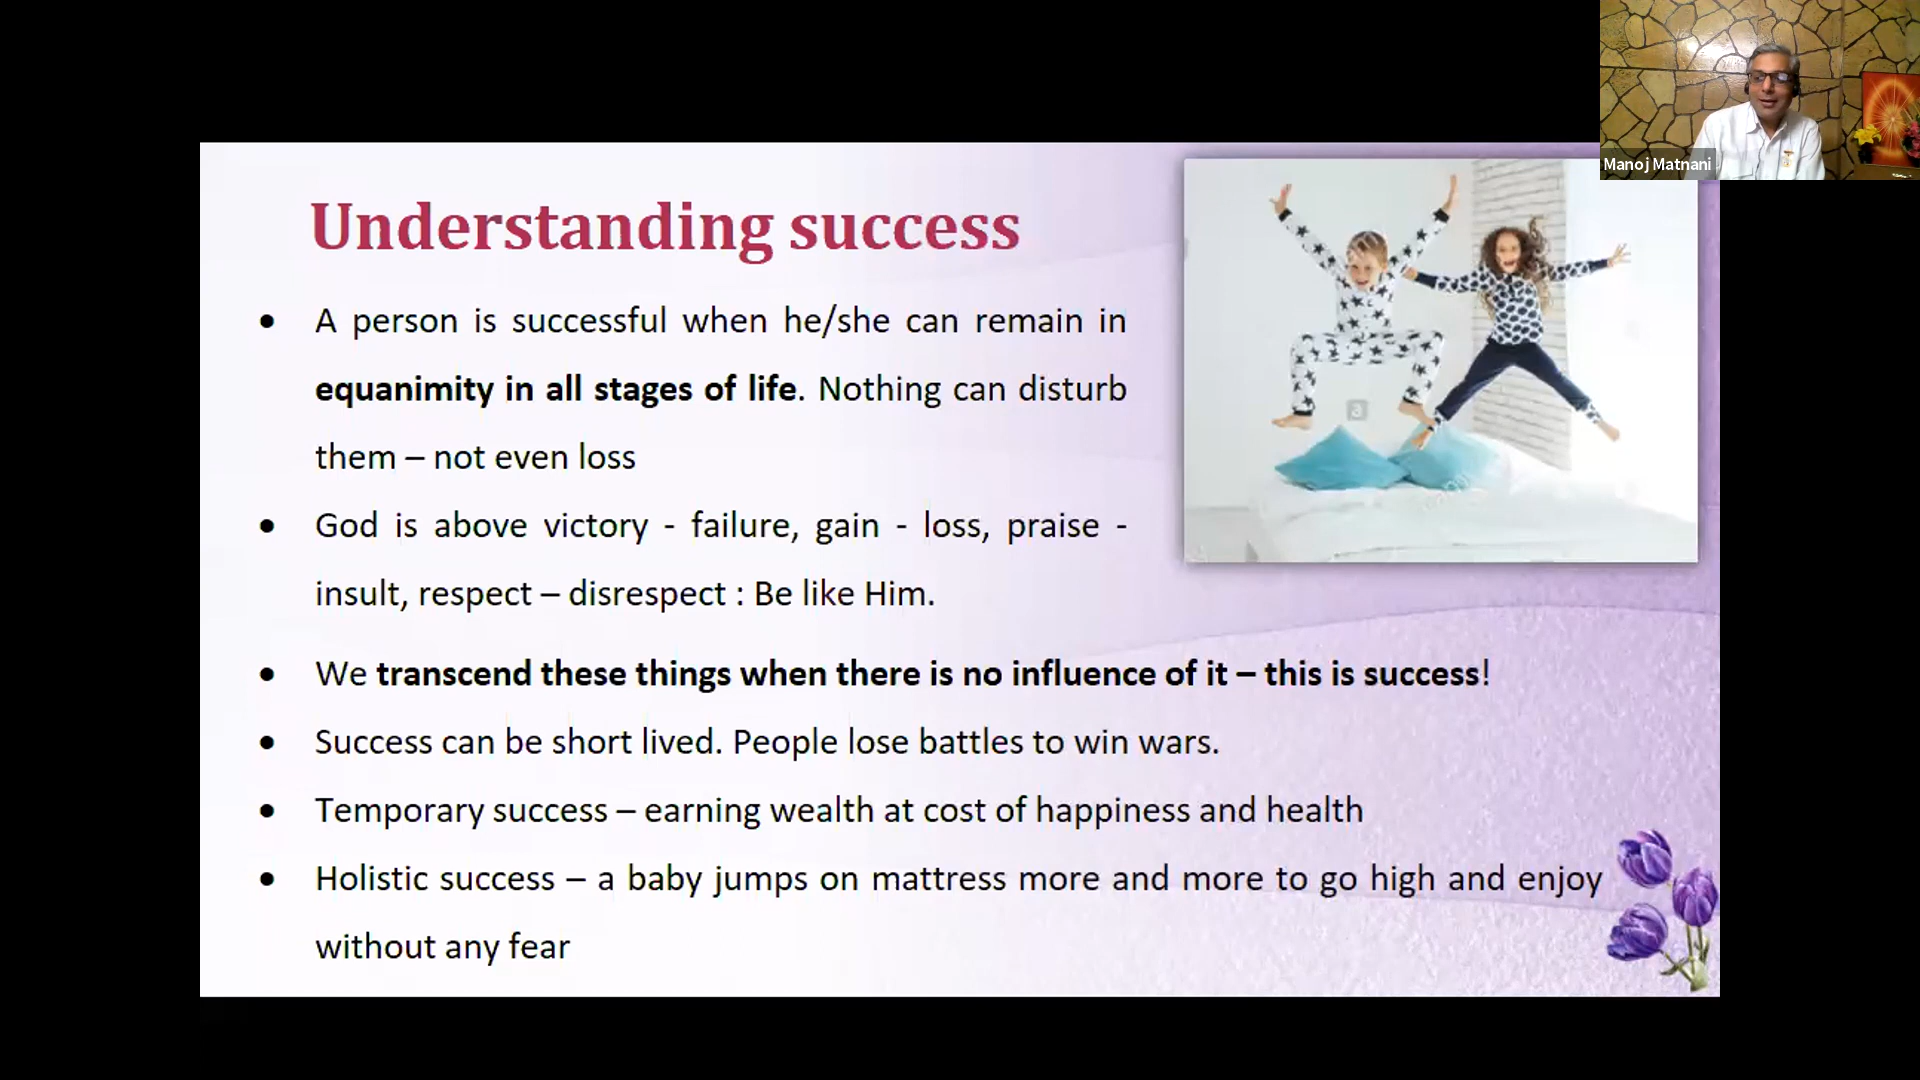 Manoj Matnani
Understanding success
• A person is successful when he/she can remain in
equanimity in all stages of life. Nothing can disturb
them – not even loss
• God is above victory - failure, gain - loss, praise -
insult, respect – disrespect : Be like Him.
• We transcend these things when there is no influence of it – this is success!
• Success can be short lived. People lose battles to win wars.
• Temporary success – earning wealth at cost of happiness and health
• Holistic success – a baby jumps on mattress more and more to go high and enjoy
without any fear
a